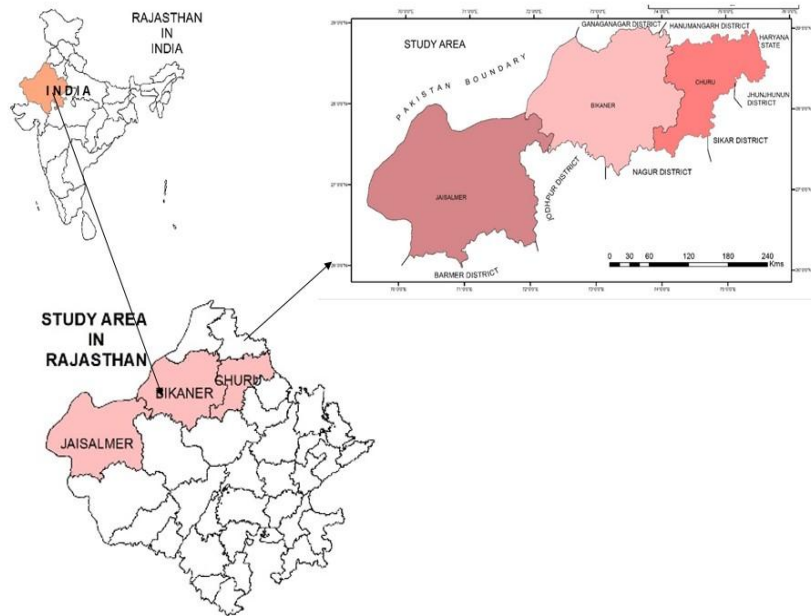 RAJASTHAN
IN
INDIA
INDIA
STUDY AREA
GANAGANAGAR DISTRICT
HANUMANGARH DISTRICT
HARYANA
STATE
PAKISTAN BOUNDARY
CHURU
BIKANER
JHUNJHUNUN
DISTRICT
SIKAR DISTRICT
NAGUR DISTRICT
JAISALMER
JODHPUR DISTRICT
BARMER DISTRICT
0 30 60 120 180 240
Kms
STUDY AREA
IN
RAJASTHAN
CHURU
BIKANER
JAISALMER